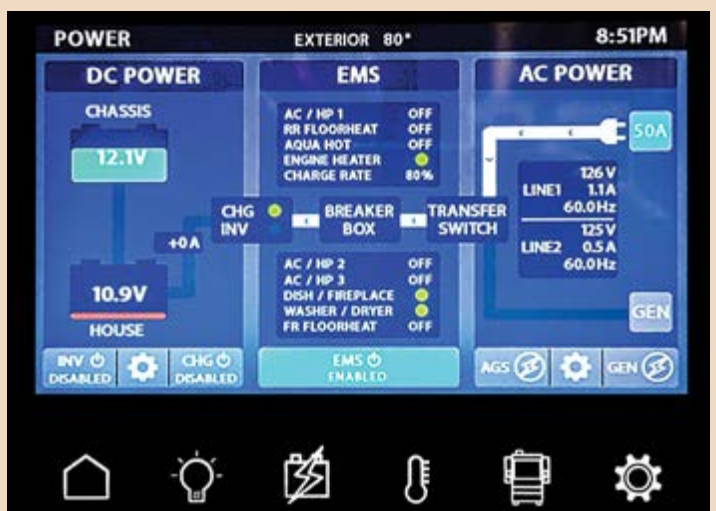 POWER EXTERIOR 80° 8:51PM
DC POWER
CHASSIS
12.1V
+0A
10.9V
HOUSE
INV DISABLED
CHG DISABLED
EMS
AC / HP 1 OFF
RR FLOORHEAT OFF
AQUA HOT OFF
ENGINE HEATER
CHARGE RATE 80%
CHG
INV
BREAKER
BOX
TRANSFER
SWITCH
AC / HP 2 OFF
AC / HP 3 OFF
DISH / FIREPLACE
WASHER / DRYER
FR FLOORHEAT OFF
EMS
ENABLED
AC POWER
50A
126 V
LINE1 1.1A
60.0Hz
125V
LINE2 0.5 A
60.0Hz
GEN
AGS
GEN